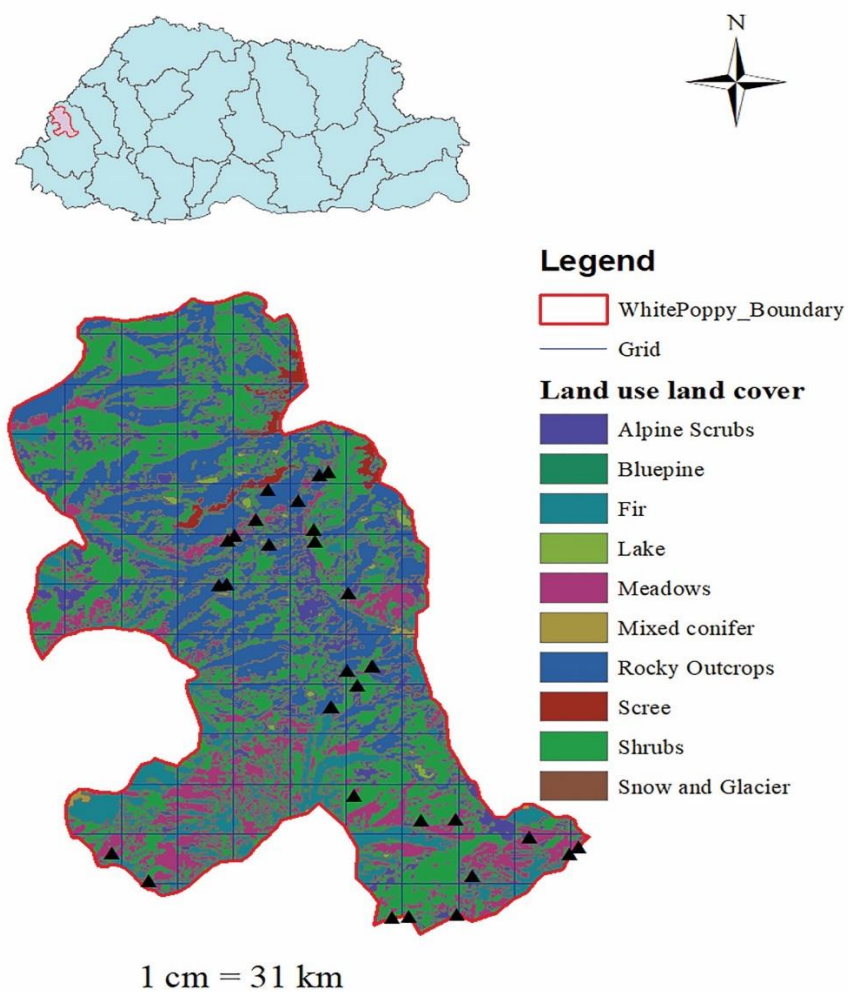 N
Legend
WhitePoppy_Boundary
Grid
Land use land cover
Alpine Scrubs
Bluepine
Fir
Lake
Meadows
Mixed conifer
Rocky Outcrops
Scree
Shrubs
Snow and Glacier
1 cm = 31 km